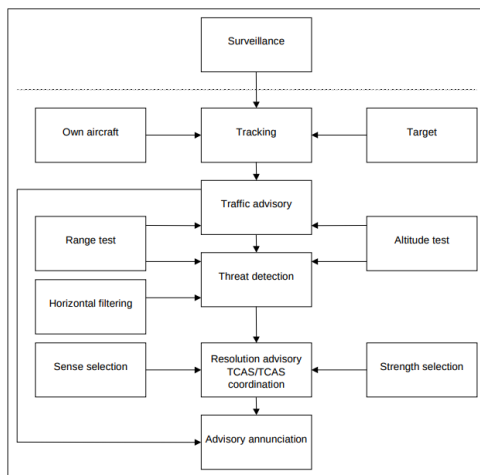 Surveillance
Own aircraft
Tracking
Target
Traffic advisory
Range test
Altitude test
Threat detection
Horizontal filtering
Sense selection
Resolution advisory
TCAS/TCAS
coordination
Strength selection
Advisory annunciation